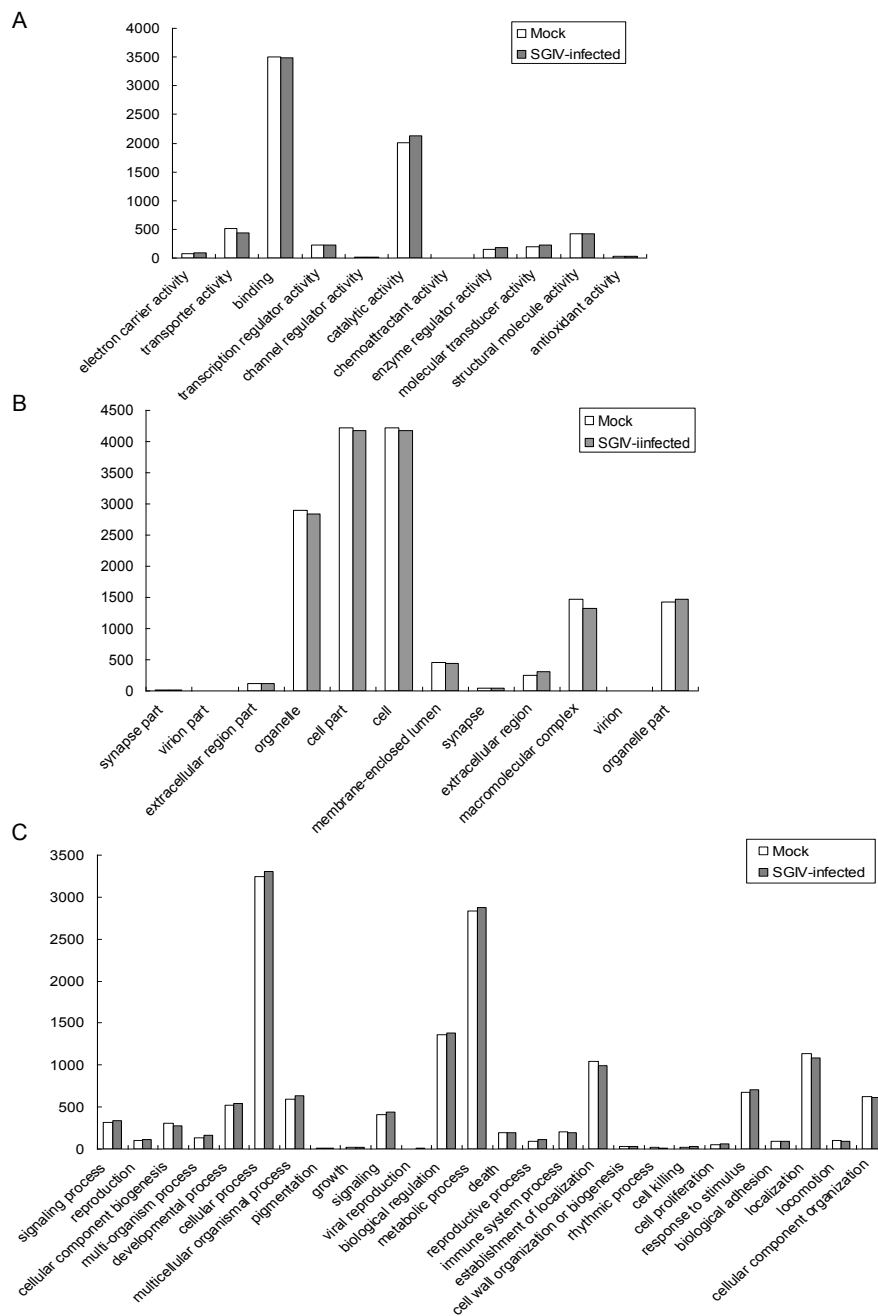 A
Mock
SGIV-infected
4000
3500
3000
2500
2000
1500
1000
500
0
electron carrier activity
transporter activity
binding
transcription regulator activity
channel regulator activity
catalytic activity
chemoattractant activity
enzyme regulator activity
molecular transducer activity
structural molecule activity
antioxidant activity
B
Mock
SGIV-iinfected
4500
4000
3500
3000
2500
2000
1500
1000
500
0
synapse part
virion part
extracellular region part
organelle
cell part
cell
membrane-enclosed lumen
synapse
extracellular region
macromolecular complex
virion
organelle part
C
Mock
SGIV-infected
3500
3000
2500
2000
1500
1000
500
0
signaling process
reproduction
cellular component biogenesis
multi-organism process
developmental process
cellular process
multicellular organismal process
pigmentation
growth
signaling
viral reproduction
biological regulation
metabolic process
death
reproductive process
immune system process
establishment of localization
cell wall organization or biogenesis
rhythmic process
cell killing
cell proliferation
response to stimulus
biological adhesion
localization
locomotion
cellular component organization